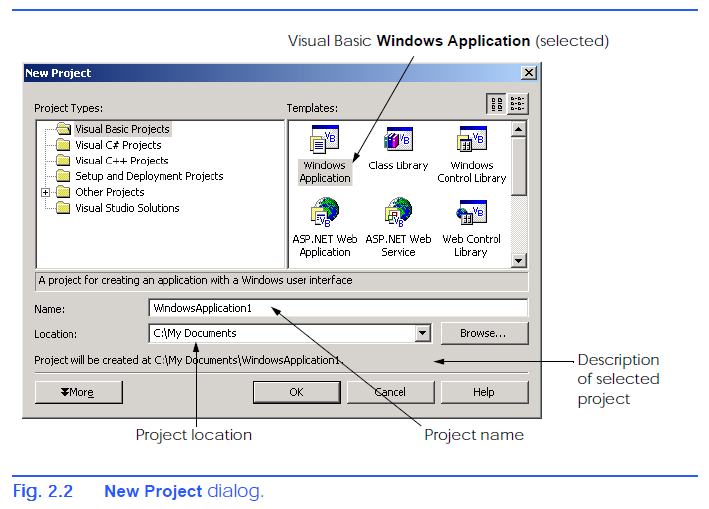 Visual Basic Windows Application (selected)
New Project
Project Types:
Templates:
Visual Basic Projects
Visual C# Projects
Visual C++ Projects
Setup and Deployment Projects
Other Projects
Visual Studio Solutions
Windows
Application
Class Library
Windows
Control Library
ASP.NET Web
Application
ASP.NET Web
Service
Web Control
Library
A project for creating an application with a Windows user interface
Name:
WindowsApplication1
Location:
C:\My Documents
Browse...
Project will be created at C:\My Documents\WindowsApplication1.
More
OK
Cancel
Help
Description
of selected
project
Project location
Project name
Fig. 2.2 New Project dialog.